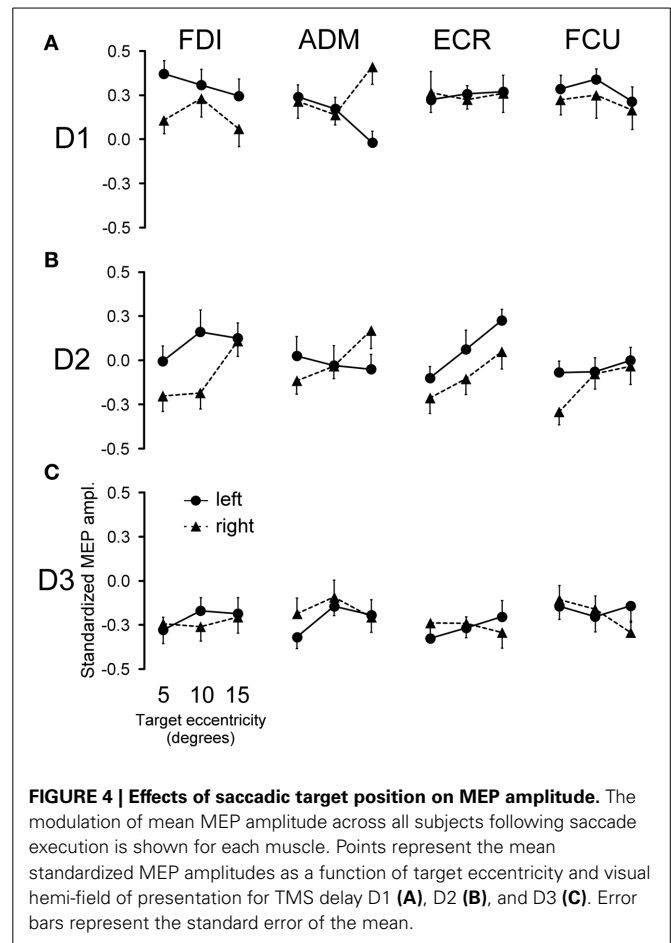 A
FDI ADM ECR FCU
0.5
0.3
D1 0.0
-0.3
-0.5
B
0.5
0.3
D2 0.0
-0.3
-0.5
C
0.5
left
0.3
right
D3 0.0
-0.3
-0.5
Standardized MEP ampl.
5 10 15
Target eccentricity
(degrees)
FIGURE 4 | Effects of saccadic target position on MEP amplitude. The
modulation of mean MEP amplitude across all subjects following saccade
execution is shown for each muscle. Points represent the mean
standardized MEP amplitudes as a function of target eccentricity and visual
hemi-field of presentation for TMS delay D1 (A), D2 (B), and D3 (C). Error
bars represent the standard error of the mean.